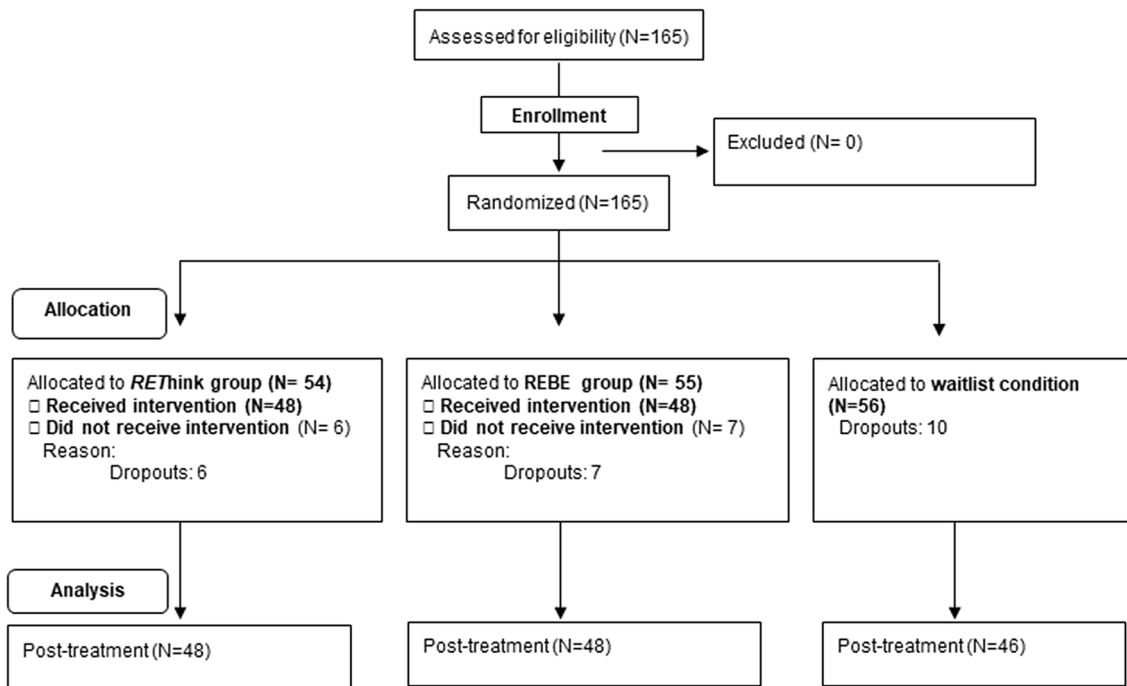 Assessed for eligibility (N=165)
Enrollment
Excluded (N= 0)
Randomized (N=165)
Allocation
Allocated to REThink group (N= 54)
□ Received intervention (N=48)
□ Did not receive intervention (N= 6)
Reason:
Dropouts: 6
Allocated to REBE group (N= 55)
□ Received intervention (N=48)
□ Did not receive intervention (N= 7)
Reason:
Dropouts: 7
Allocated to waitlist condition
(N=56)
Dropouts: 10
Analysis
Post-treatment (N=48)
Post-treatment (N=48)
Post-treatment (N=46)